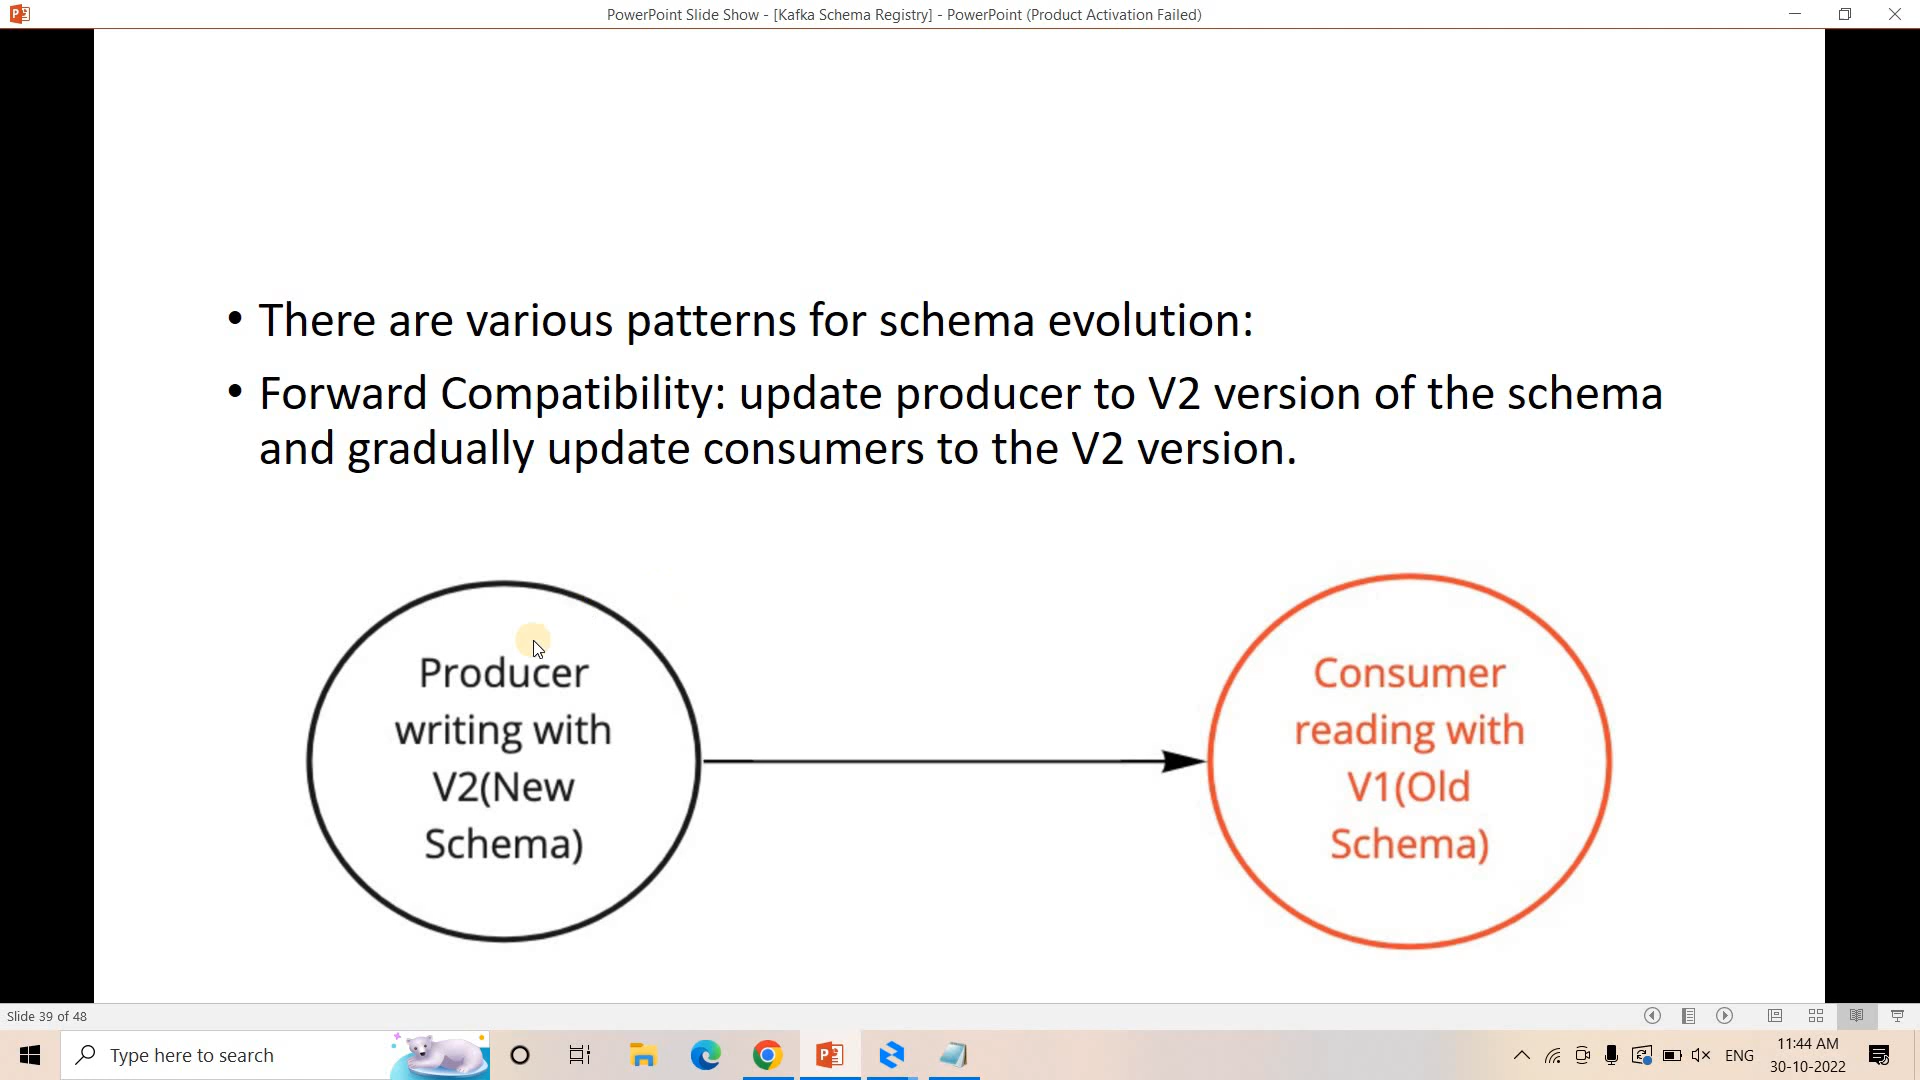 PowerPoint Slide Show - [Kafka Schema Registry] - PowerPoint (Product Activation Failed)
• There are various patterns for schema evolution:
• Forward Compatibility: update producer to V2 version of the schema
and gradually update consumers to the V2 version.
Producer
writing with
V2(New
Schema)
Consumer
reading with
V1(Old
Schema)
Slide 39 of 48
Type here to search
ENG
11:44 AM
30-10-2022